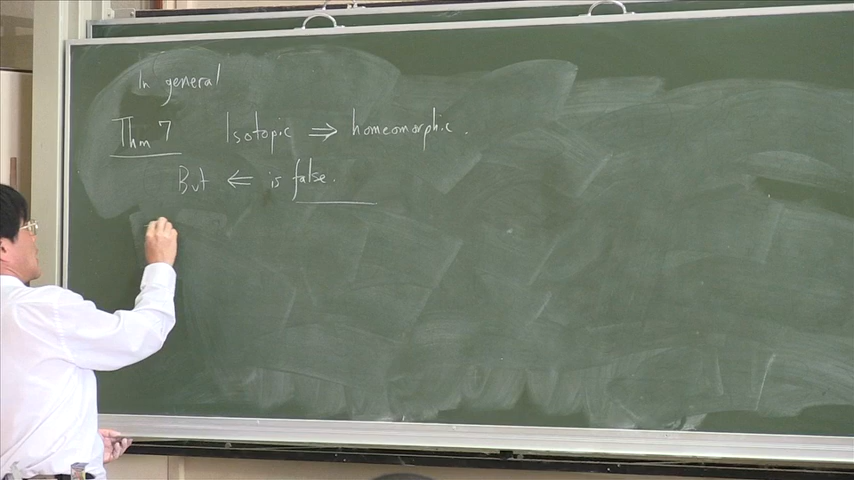 In general
Thm 7 Isotopic ⇒ homeomorphic.
But ⇐ is false.